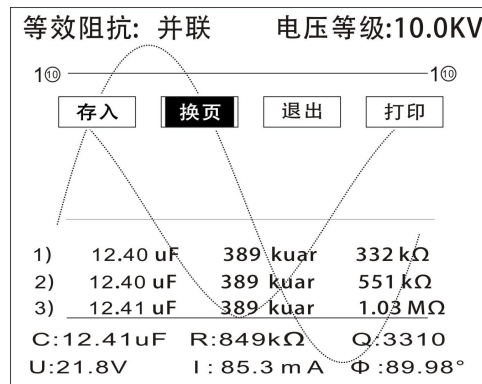 等效阻抗: 并联 电压等级:10.0KV
1⑩ 1⑩
存入 换页 退出 打印
1) 12.40 uF 389 kuar 332 kΩ
2) 12.40 uF 389 kuar 551 kΩ
3) 12.41 uF 389 kuar 1.03 MΩ
C:12.41uF R:849kΩ Q:3310
U:21.8V I:85.3 m A Φ:89.98°